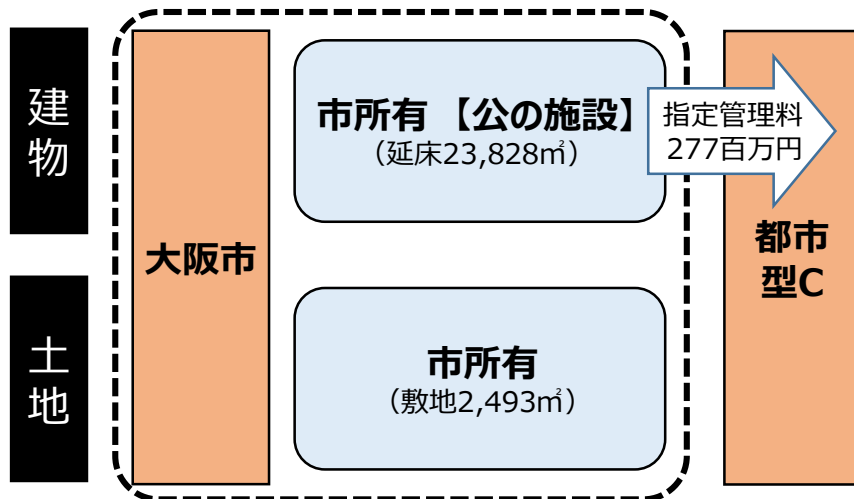 建物
大阪市
市所有 【公の施設】
（延床23,828㎡）
指定管理料
277百万円
都市
型C
土地
市所有
（敷地2,493㎡）